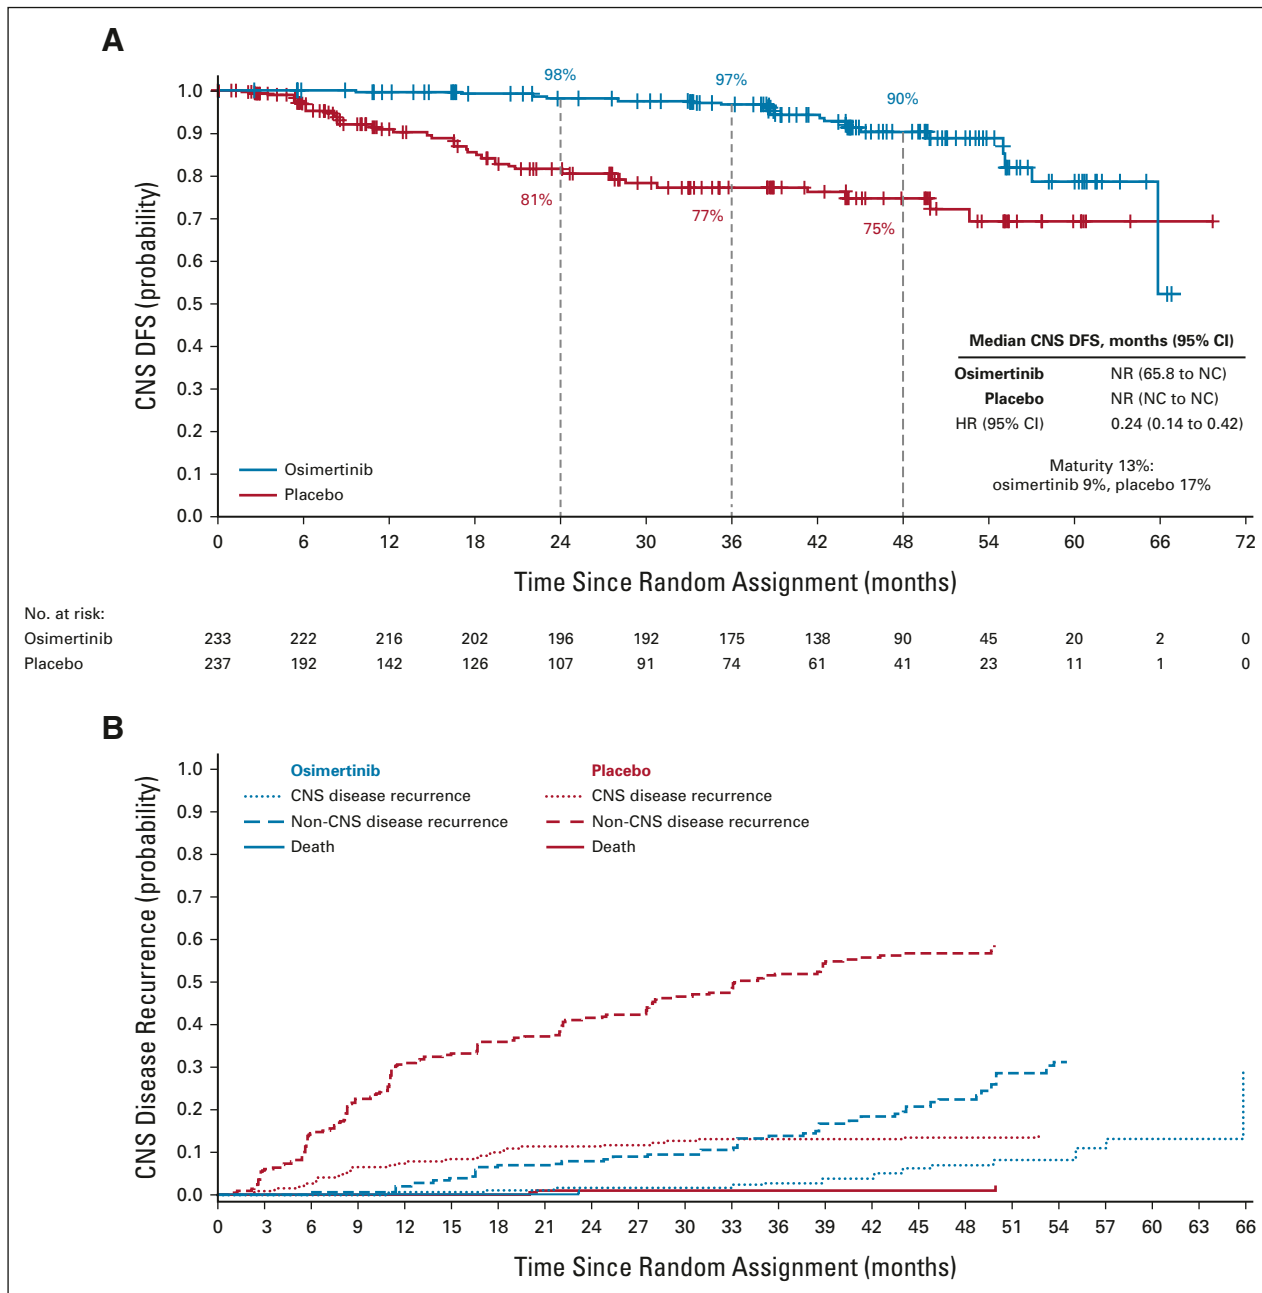 A
98%
97%
90%
81%
77%
75%
CNS DFS (probability)
1.0
0.9
0.8
0.7
0.6
0.5
0.4
0.3
0.2
0.1
0.0
Median CNS DFS, months (95% CI)
Osimertinib NR (65.8 to NC)
Placebo NR (NC to NC)
HR (95% CI) 0.24 (0.14 to 0.42)
Maturity 13%:
osimertinib 9%, placebo 17%
Osimertinib
Placebo
0 6 12 18 24 30 36 42 48 54 60 66 72
Time Since Random Assignment (months)
No. at risk:
Osimertinib 233 222 216 202 196 192 175 138 90 45 20 2 0
Placebo 237 192 142 126 107 91 74 61 41 23 11 1 0
B
CNS Disease Recurrence (probability)
1.0
0.9
0.8
0.7
0.6
0.5
0.4
0.3
0.2
0.1
0.0
Osimertinib Placebo
CNS disease recurrence CNS disease recurrence
Non-CNS disease recurrence Non-CNS disease recurrence
Death Death
0 3 6 9 12 15 18 21 24 27 30 33 36 39 42 45 48 51 54 57 60 63 66
Time Since Random Assignment (months)